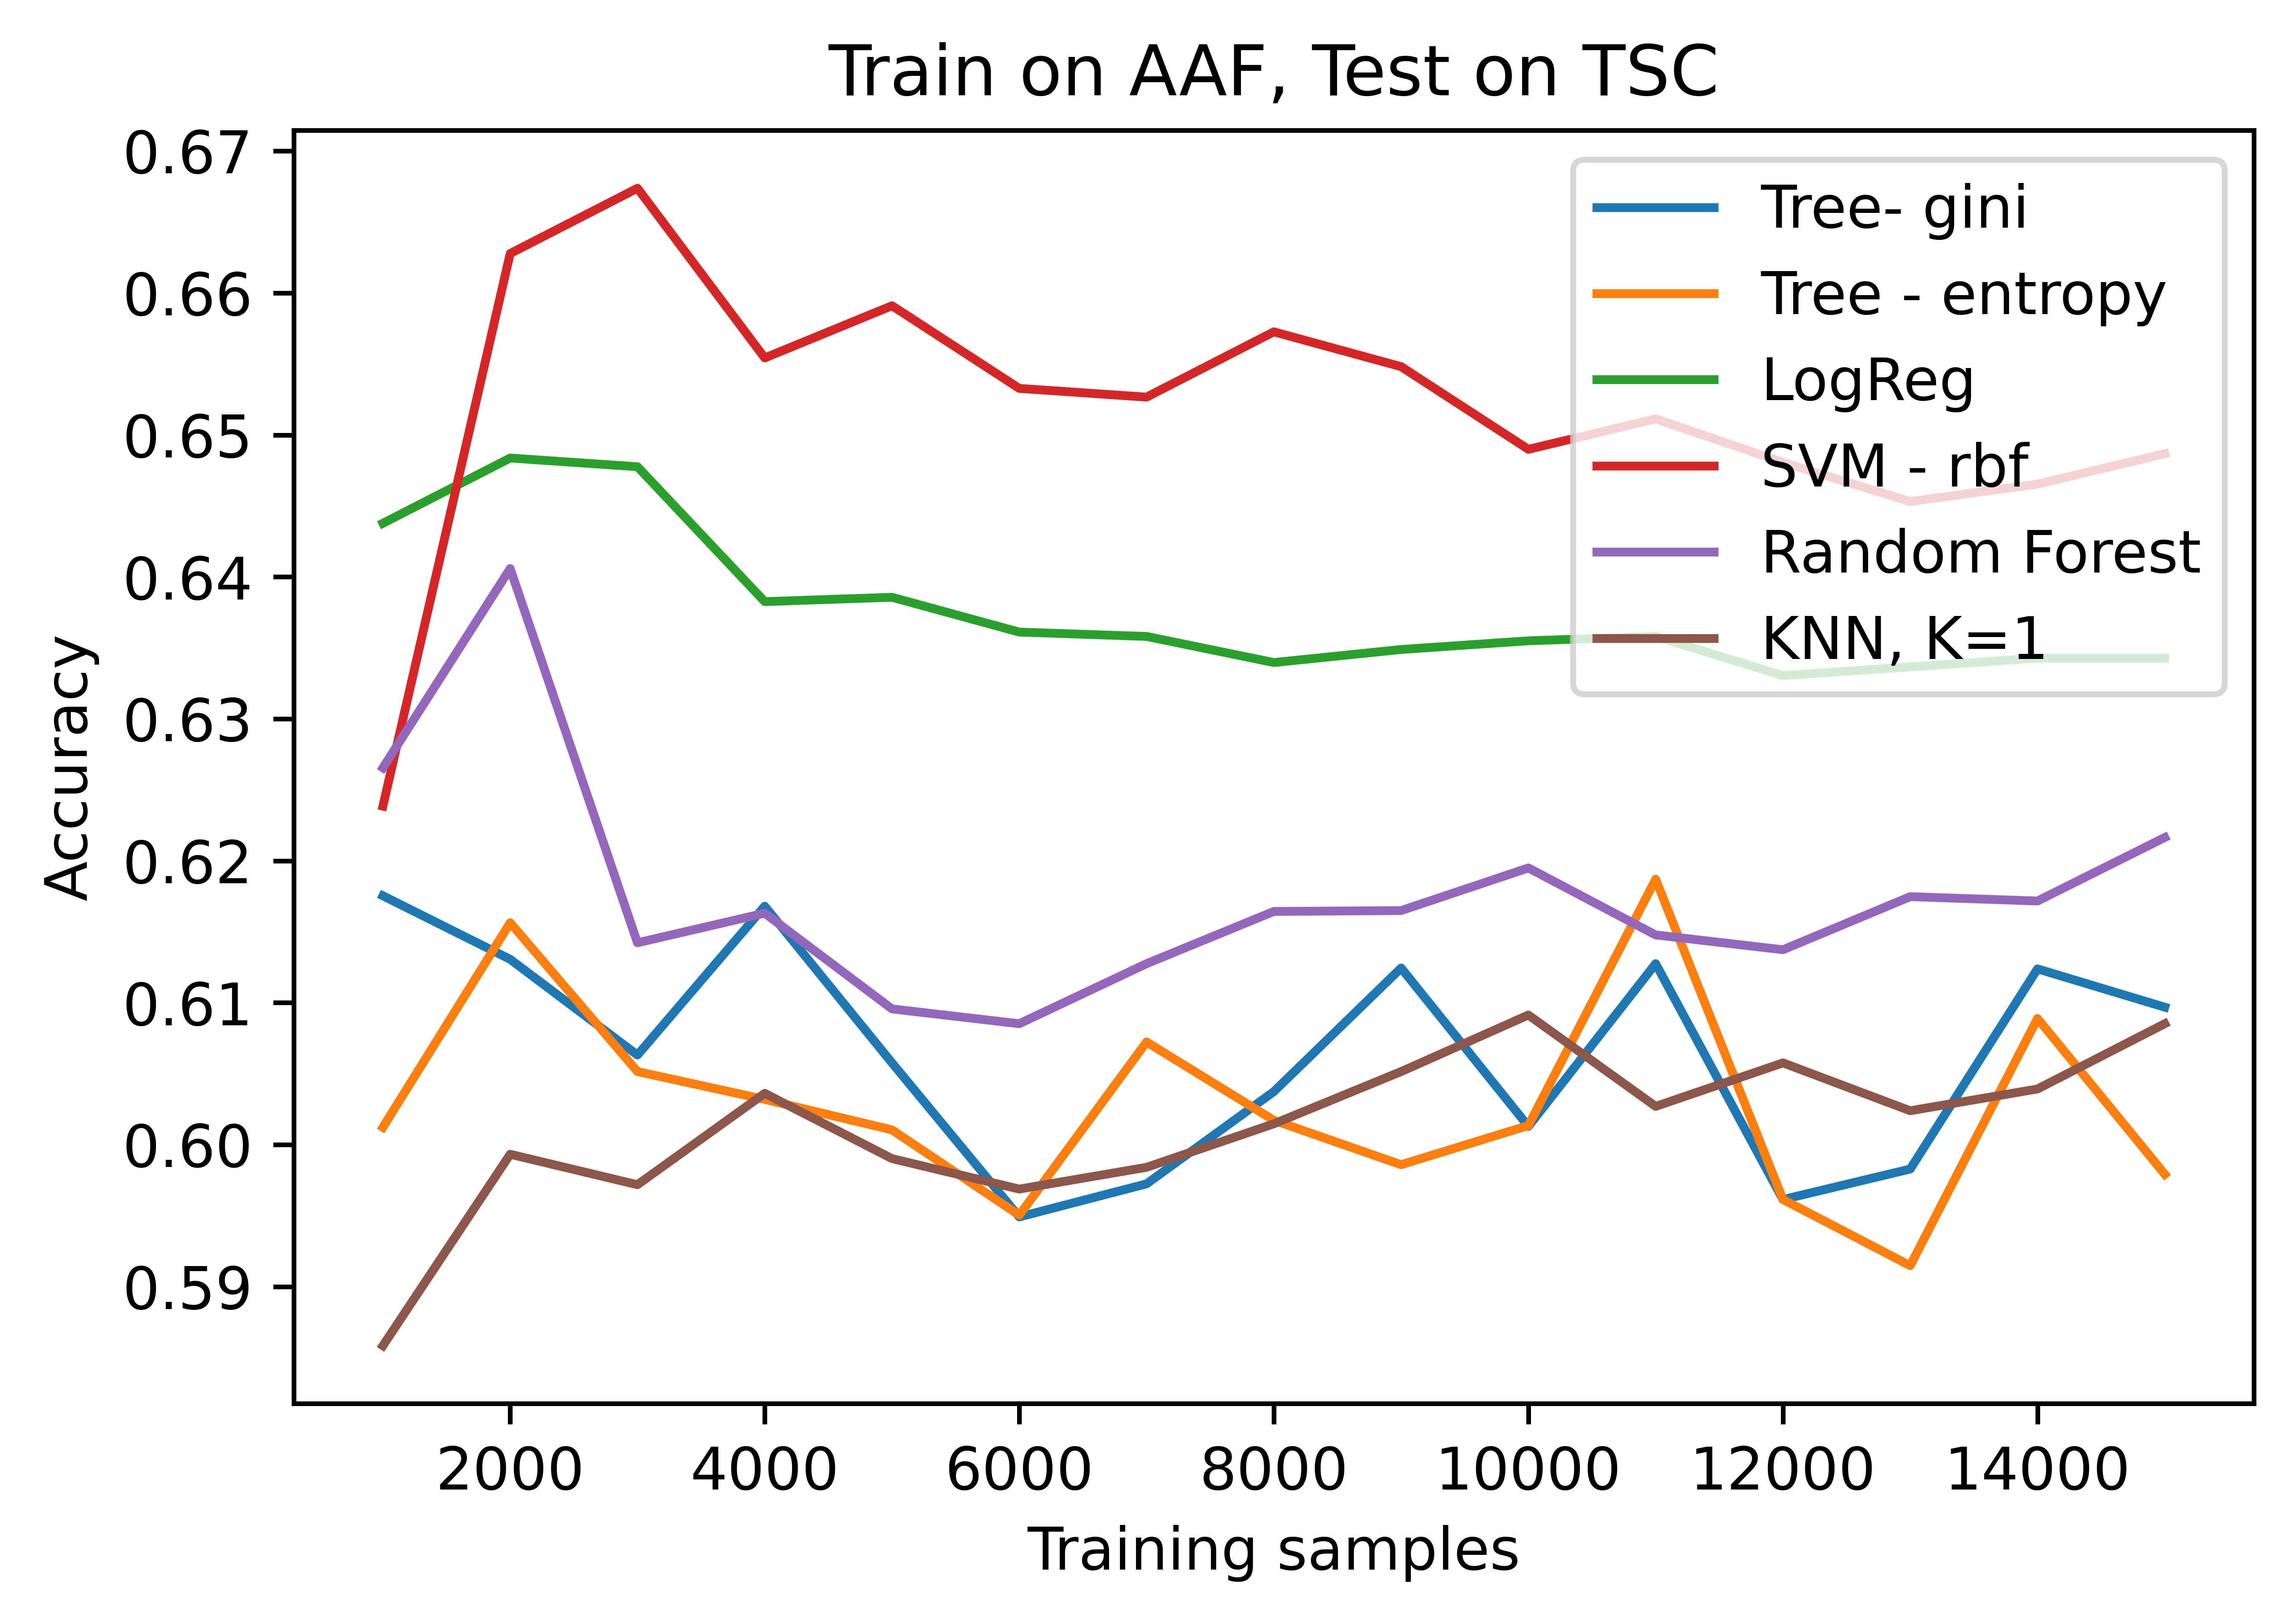 Train on AAF, Test on TSC
0.67
0.66
0.65
0.64
0.63
0.62
0.61
0.60
0.59
Accuracy
Tree- gini
Tree - entropy
LogReg
SVM - rbf
Random Forest
KNN, K=1
2000 4000 6000 8000 10000 12000 14000
Training samples